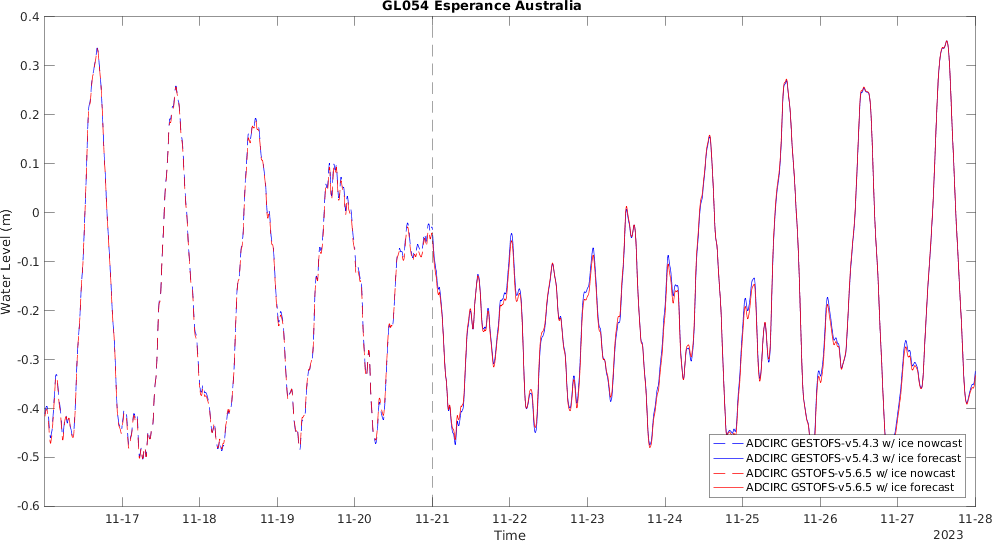 GL054 Esperance Australia
0.4
0.3
0.2
0.1
0
-0.1
-0.2
-0.3
-0.4
-0.5
-0.6
Water Level (m)
ADCIRC GESTOFS-v5.4.3 w/ ice nowcast
ADCIRC GESTOFS-v5.4.3 w/ ice forecast
ADCIRC GSTOFS-v5.6.5 w/ ice nowcast
ADCIRC GSTOFS-v5.6.5 w/ ice forecast
11-17 11-18 11-19 11-20 11-21 11-22 11-23 11-24 11-25 11-26 11-27 11-28
Time
2023